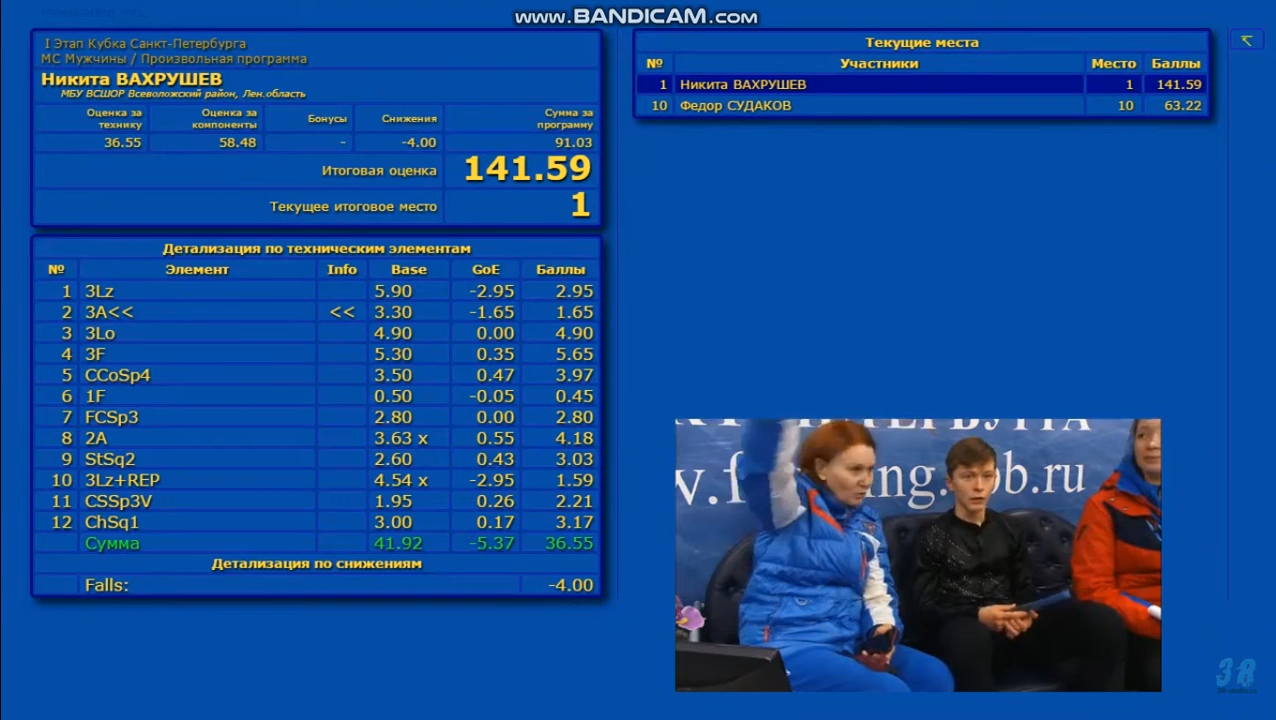 www.BANDICAM.com
I Этап Кубка Санкт-Петербурга
МС Мужчины / Произвольная программа
Никита ВАХРУШЕВ
МБУ ВСШОР Всеволожский район, Лен.область
Оценка за технику Оценка за компоненты Бонусы Снижения Сумма за программу
36.55 58.48 - -4.00 91.03
Итоговая оценка 141.59
Текущее итоговое место 1
Детализация по техническим элементам
№ Элемент Info Base GoE Баллы
1 3Lz 5.90 -2.95 2.95
2 3A<< << 3.30 -1.65 1.65
3 3Lo 4.90 0.00 4.90
4 3F 5.30 0.35 5.65
5 CCoSp4 3.50 0.47 3.97
6 1F 0.50 -0.05 0.45
7 FCSp3 2.80 0.00 2.80
8 2A 3.63 x 0.55 4.18
9 StSq2 2.60 0.43 3.03
10 3Lz+REP 4.54 x -2.95 1.59
11 CSSp3V 1.95 0.26 2.21
12 ChSq1 3.00 0.17 3.17
Сумма 41.92 -5.37 36.55
Детализация по снижениям
Falls: -4.00
Текущие места
№ Участники Место Баллы
1 Никита ВАХРУШЕВ 1 141.59
10 Федор СУДАКОВ 10 63.22